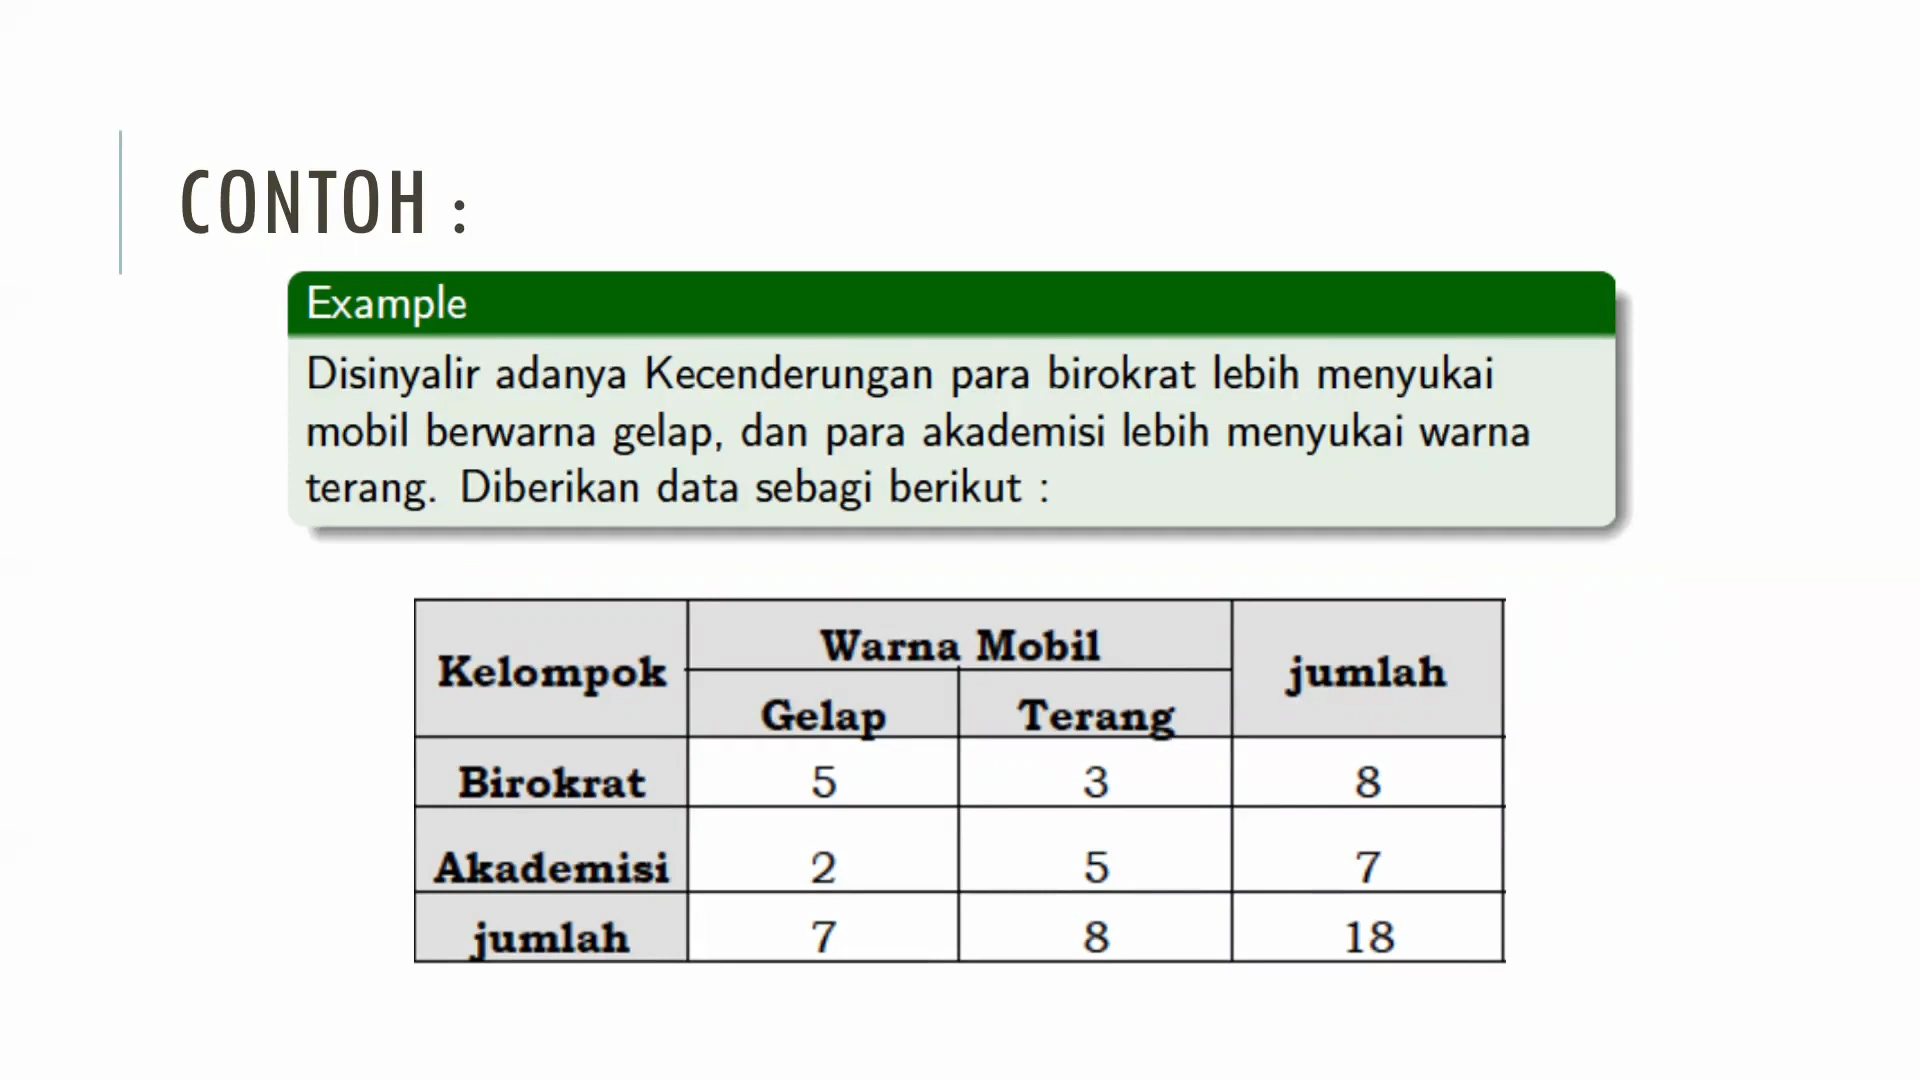 CONTOH :
Example
Disinyalir adanya Kecenderungan para birokrat lebih menyukai
mobil berwarna gelap, dan para akademisi lebih menyukai warna
terang. Diberikan data sebagi berikut :
Kelompok Warna Mobil jumlah
Gelap Terang
Birokrat 5 3 8
Akademisi 2 5 7
jumlah 7 8 18